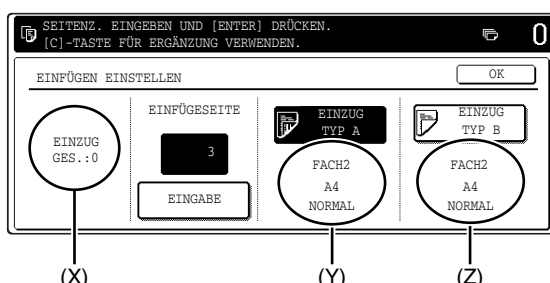 SEITENZ. EINGEBEN UND [ENTER] DRÜCKEN.
[C]-TASTE FÜR ERGÄNZUNG VERWENDEN.
0
EINFÜGEN EINSTELLEN
OK
EINZUG
GES.:0
EINFÜGESEITE
3
EINGABE
EINZUG
TYP A
FACH2
A4
NORMAL
EINZUG
TYP B
FACH2
A4
NORMAL
(X)
(Y)
(Z)